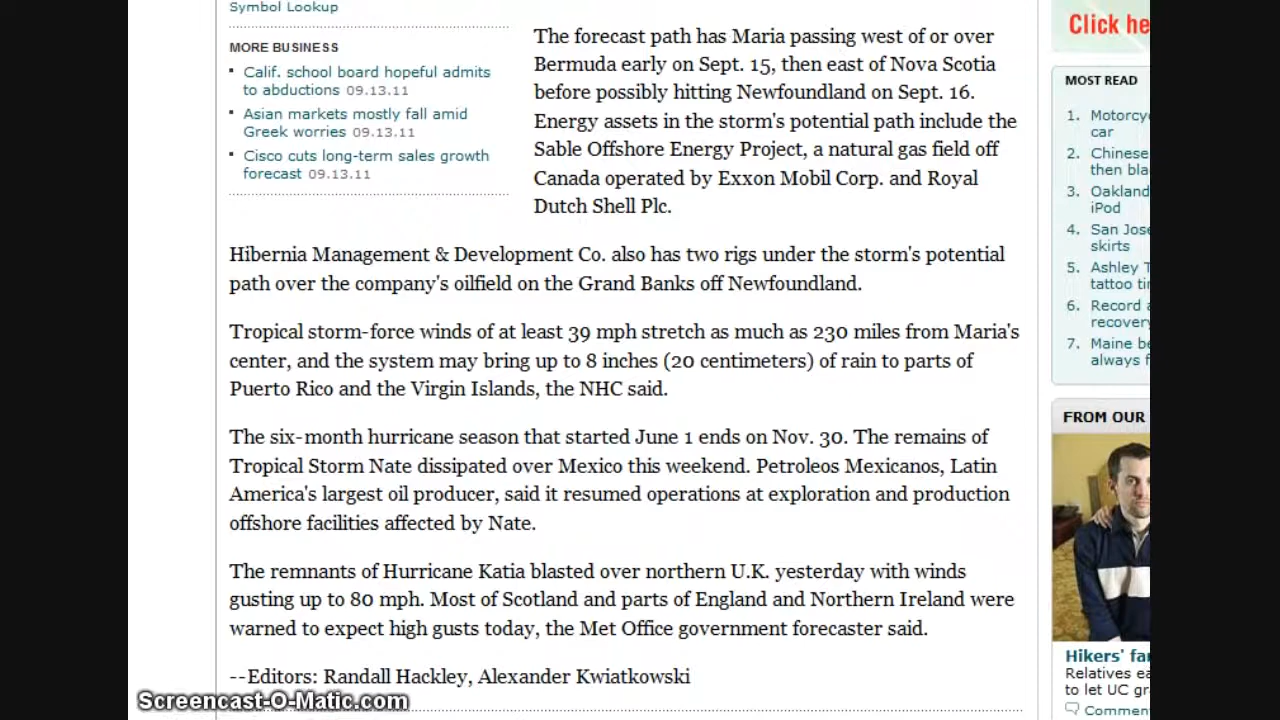 Symbol Lookup
MORE BUSINESS
Calif. school board hopeful admits
to abductions 09.13.11
Asian markets mostly fall amid
Greek worries 09.13.11
Cisco cuts long-term sales growth
forecast 09.13.11
The forecast path has Maria passing west of or over
Bermuda early on Sept. 15, then east of Nova Scotia
before possibly hitting Newfoundland on Sept. 16.
Energy assets in the storm's potential path include the
Sable Offshore Energy Project, a natural gas field off
Canada operated by Exxon Mobil Corp. and Royal
Dutch Shell Plc.
Hibernia Management & Development Co. also has two rigs under the storm's potential
path over the company's oilfield on the Grand Banks off Newfoundland.
Tropical storm-force winds of at least 39 mph stretch as much as 230 miles from Maria's
center, and the system may bring up to 8 inches (20 centimeters) of rain to parts of
Puerto Rico and the Virgin Islands, the NHC said.
The six-month hurricane season that started June 1 ends on Nov. 30. The remains of
Tropical Storm Nate dissipated over Mexico this weekend. Petroleos Mexicanos, Latin
America's largest oil producer, said it resumed operations at exploration and production
offshore facilities affected by Nate.
The remnants of Hurricane Katia blasted over northern U.K. yesterday with winds
gusting up to 80 mph. Most of Scotland and parts of England and Northern Ireland were
warned to expect high gusts today, the Met Office government forecaster said.
--Editors: Randall Hackley, Alexander Kwiatkowski
Click he
MOST READ
1. Motorcy
car
2. Chinese
then bla
3. Oakland
iPod
4. San Jos
skirts
5. Ashley T
tattoo ti
6. Record a
recovery
7. Maine be
always f
FROM OUR
Hikers' fa
Relatives ea
to let UC gr
Commen
Screencast-O-Matic.com